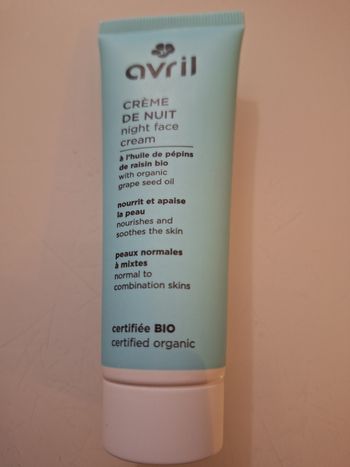 avril
CRÈME
DE NUIT
night face
cream
à l'huile de pépins
de raisin bio
with organic
grape seed oil
nourrit et apaise
la peau
nourishes and
soothes the skin
peaux normales
à mixtes
normal to
combination skins
certifiée BIO
certified organic